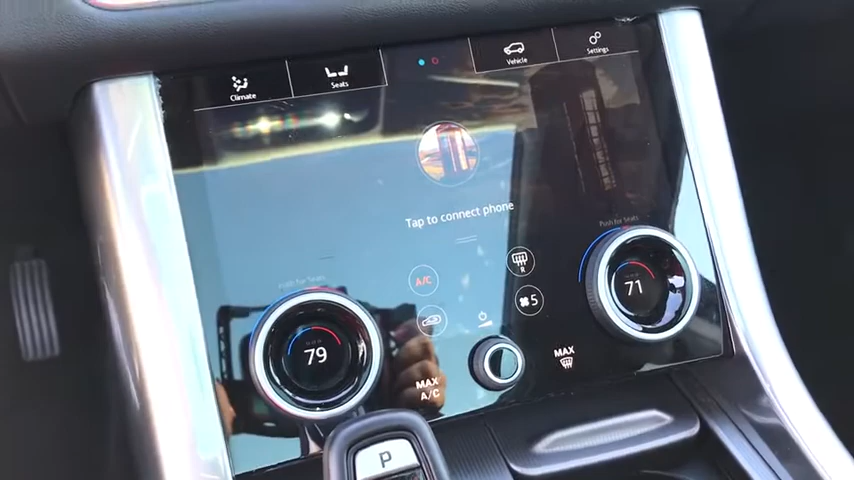 Climate
Seats
Vehicle
Settings
Tap to connect phone
Push for Seats
Push for Seats
A/C
R
5
71
79
MAX
A/C
MAX
P